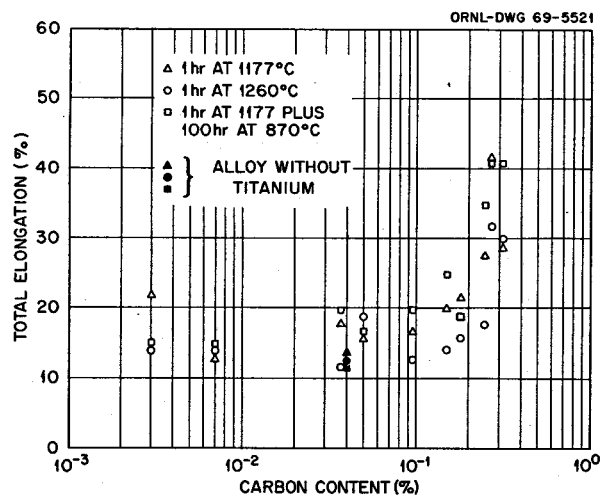 ORNL-DWG 69-5521
60
50
40
30
20
10
0
TOTAL ELONGATION (%)
1 hr AT 1177°C
1 hr AT 1260°C
1 hr AT 1177 PLUS
100 hr AT 870°C
ALLOY WITHOUT
TITANIUM
10⁻³
10⁻²
10⁻¹
10⁰
CARBON CONTENT (%)